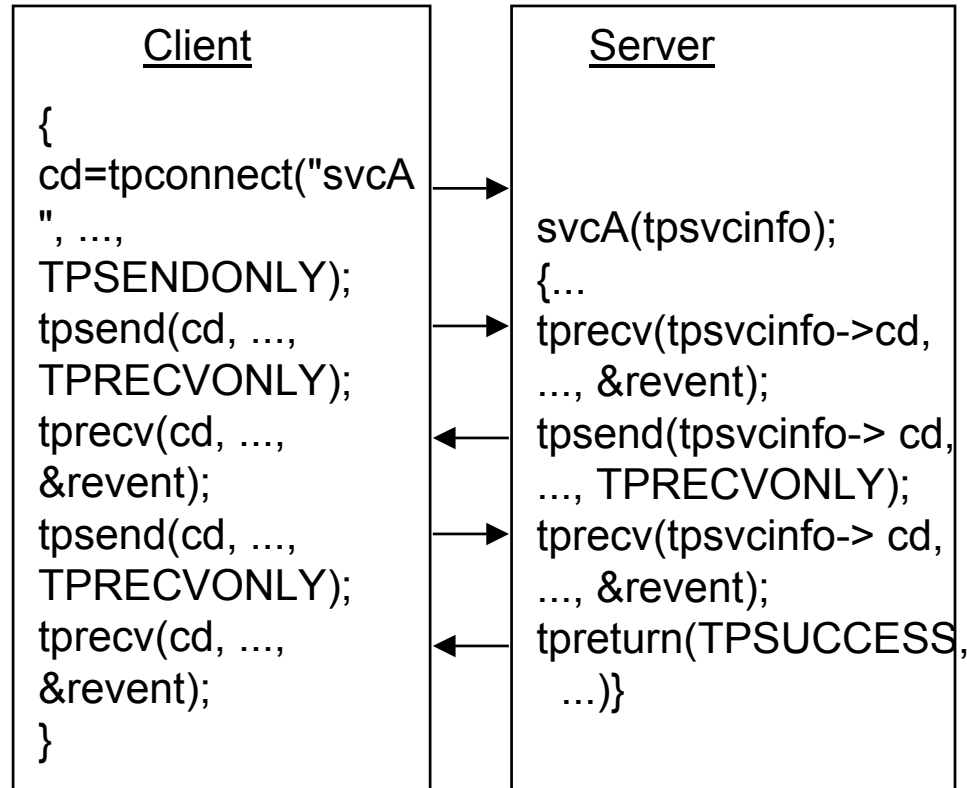 Client
{
cd=tpconnect("svcA
", ...,
TPSENDONLY);
tpsend(cd, ...,
TPRECVONLY);
tprecv(cd, ...,
&revent);
tpsend(cd, ...,
TPRECVONLY);
tprecv(cd, ...,
&revent);
}
Server
svcA(tpsvcinfo);
{...
tprecv(tpsvcinfo->cd,
..., &revent);
tpsend(tpsvcinfo-> cd,
..., TPRECVONLY);
tprecv(tpsvcinfo-> cd,
..., &revent);
tpreturn(TPSUCCESS,
...)}